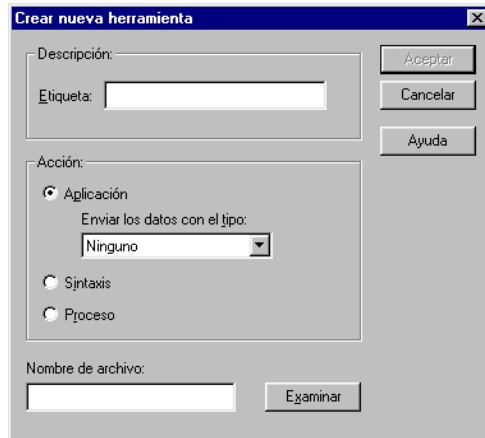 Crear nueva herramienta
Descripción:
Etiqueta:
Aceptar
Cancelar
Ayuda
Acción:
Aplicación
Enviar los datos con el tipo:
Ninguno
Sintaxis
Proceso
Nombre de archivo:
Examinar